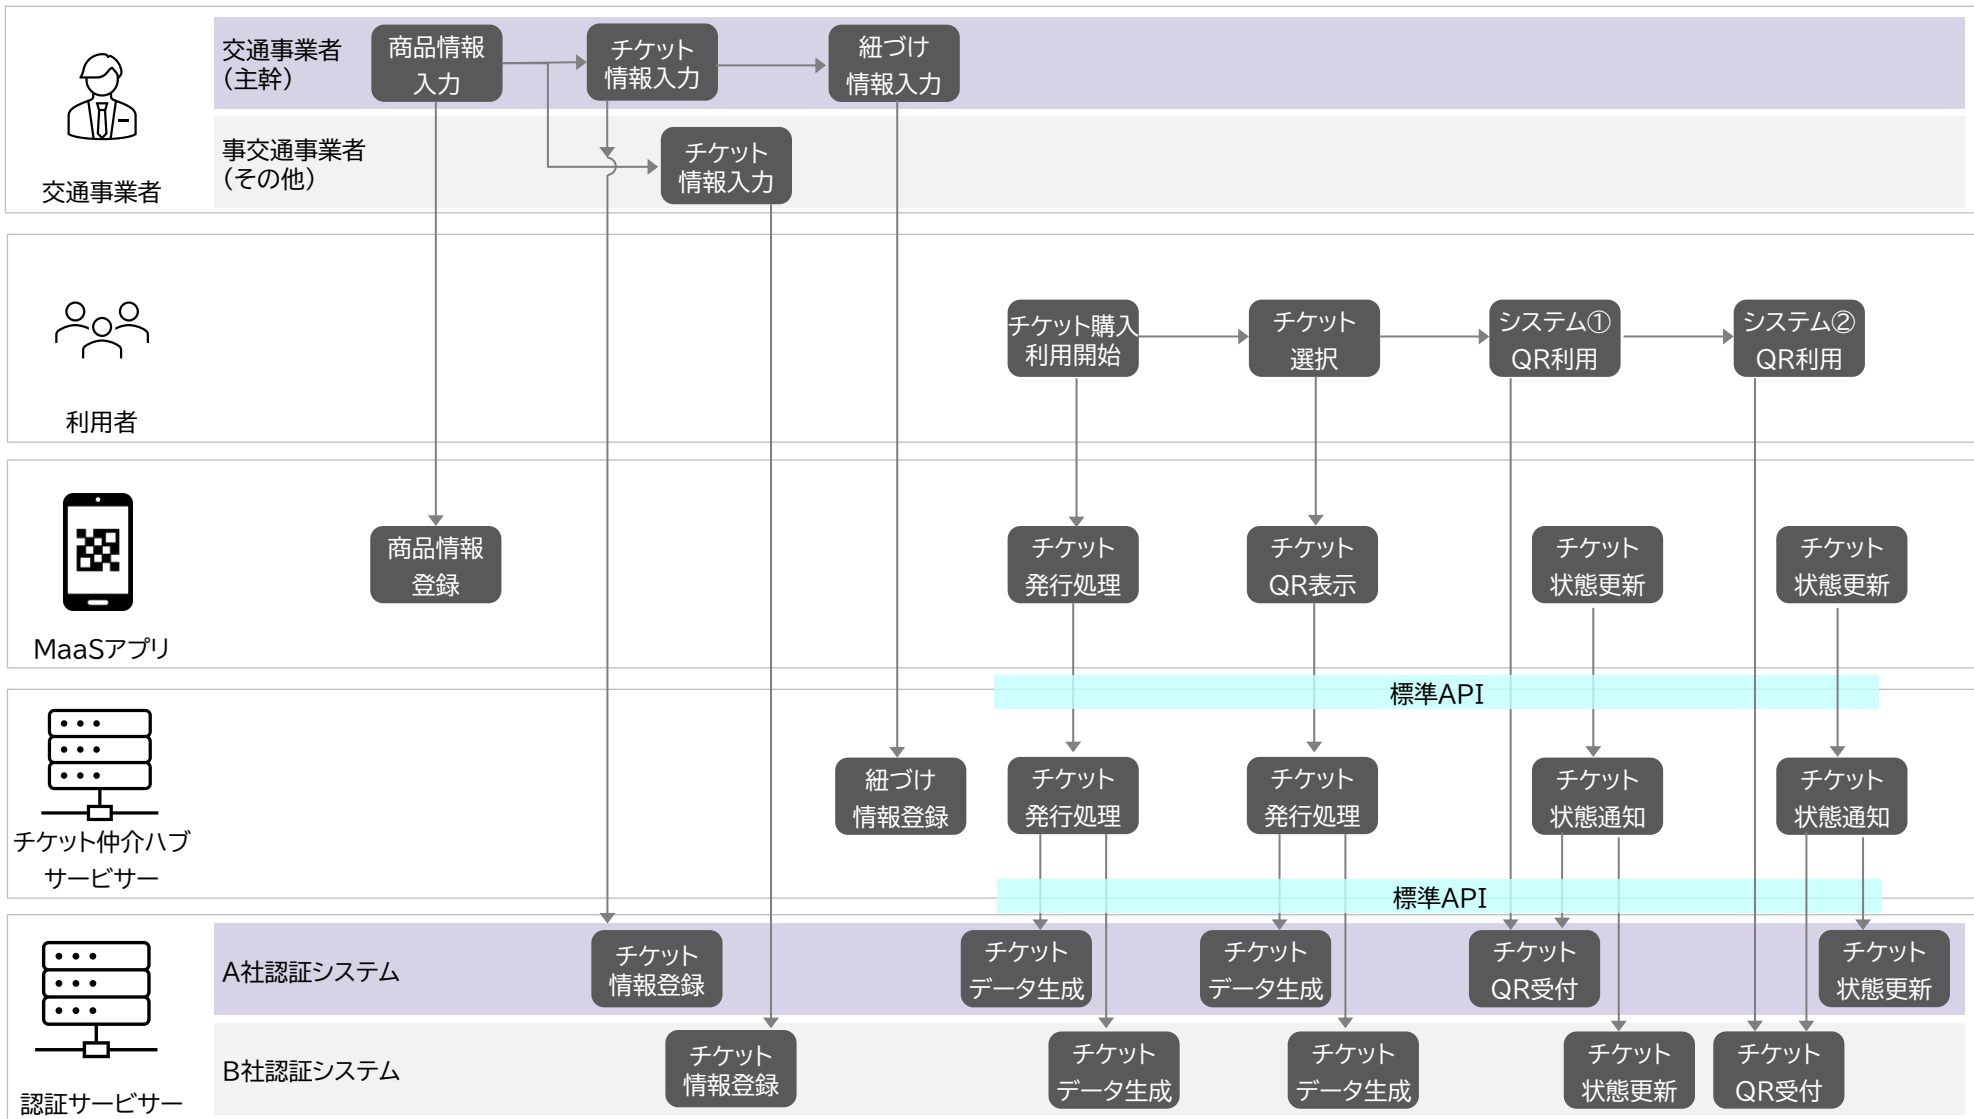 交通事業者
(主幹)
商品情報
入力
チケット
情報入力
紐づけ
情報入力
事交通事業者
(その他)
チケット
情報入力
交通事業者
チケット購入
利用開始
チケット
選択
システム①
QR利用
システム②
QR利用
利用者
商品情報
登録
チケット
発行処理
チケット
QR表示
チケット
状態更新
チケット
状態更新
MaaSアプリ
標準API
紐づけ
情報登録
チケット
発行処理
チケット
発行処理
チケット
状態通知
チケット
状態通知
チケット仲介ハブ
サービサー
標準API
A社認証システム
チケット
情報登録
チケット
データ生成
チケット
データ生成
チケット
QR受付
チケット
状態更新
B社認証システム
チケット
情報登録
チケット
データ生成
チケット
データ生成
チケット
状態更新
チケット
QR受付
認証サービサー